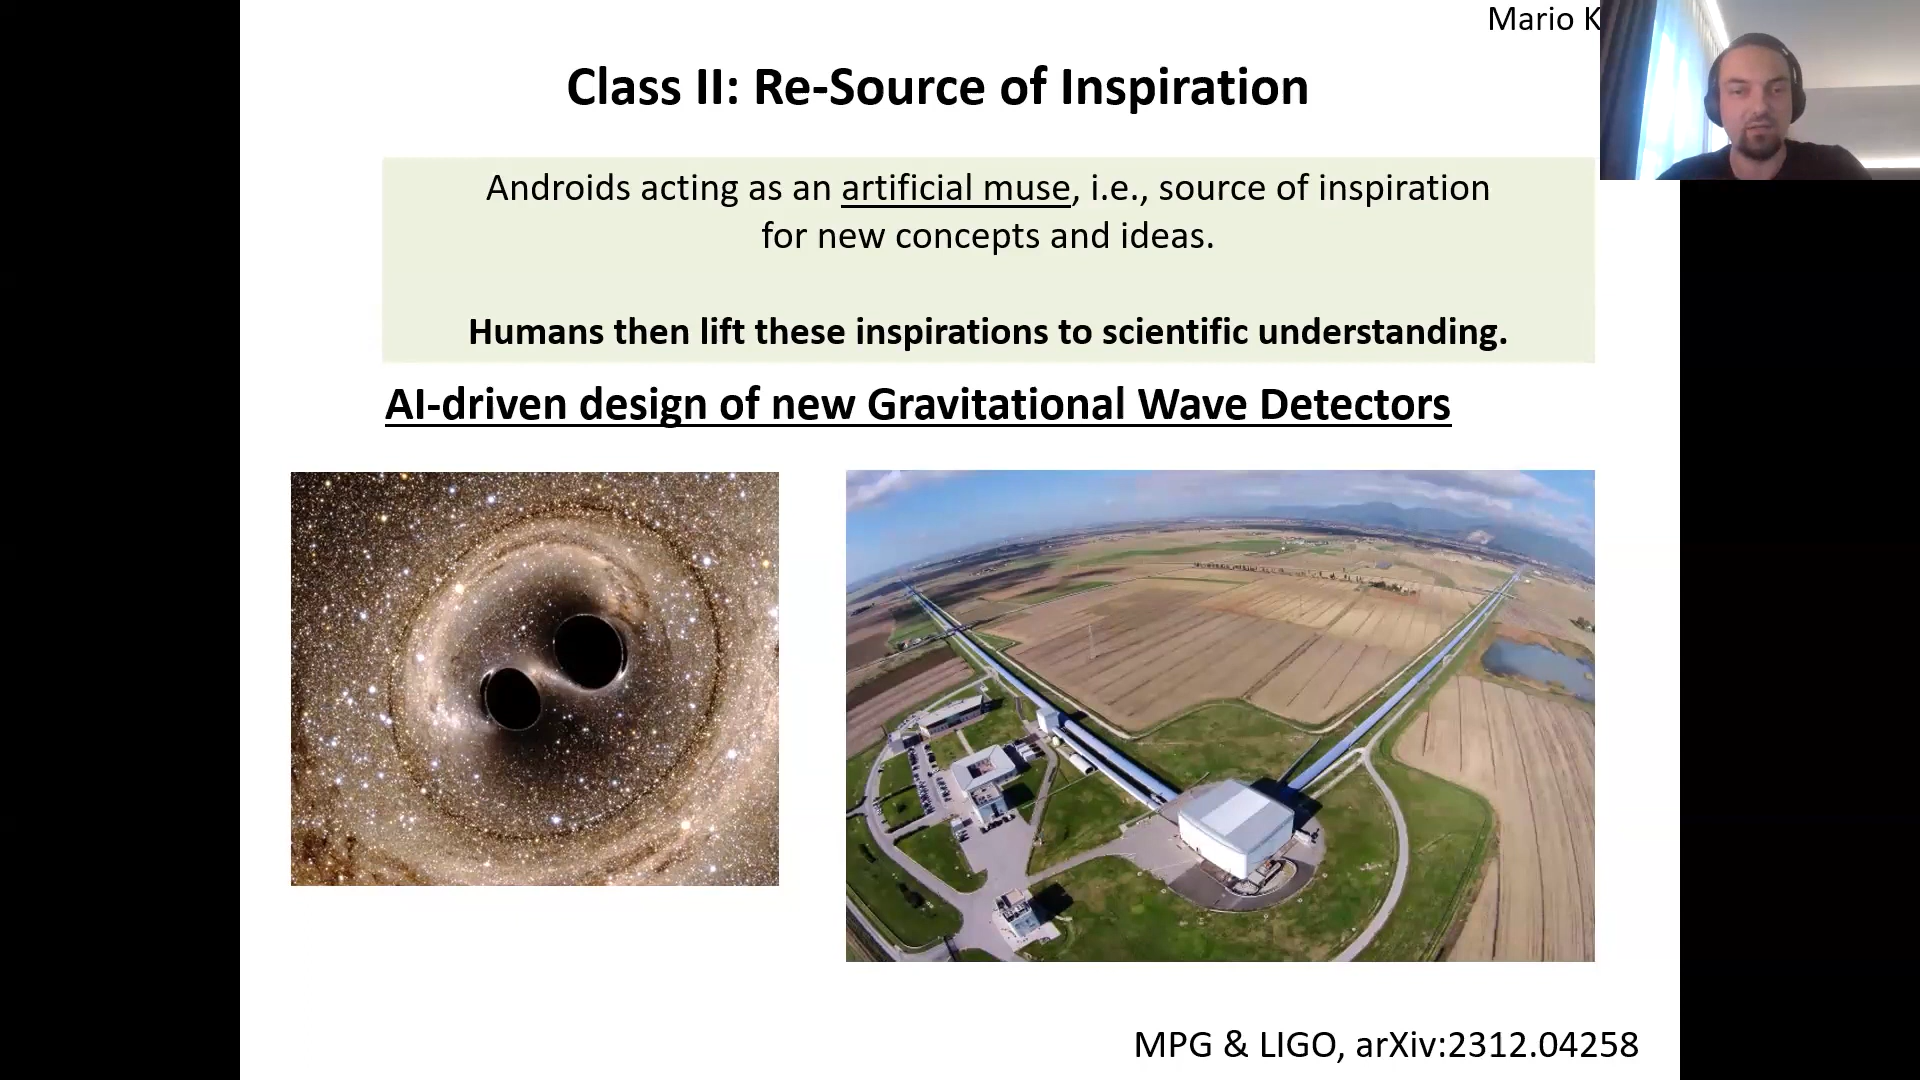 Mario K
Class II: Re-Source of Inspiration
Androids acting as an artificial muse, i.e., source of inspiration
for new concepts and ideas.
Humans then lift these inspirations to scientific understanding.
AI-driven design of new Gravitational Wave Detectors
MPG & LIGO, arXiv:2312.04258